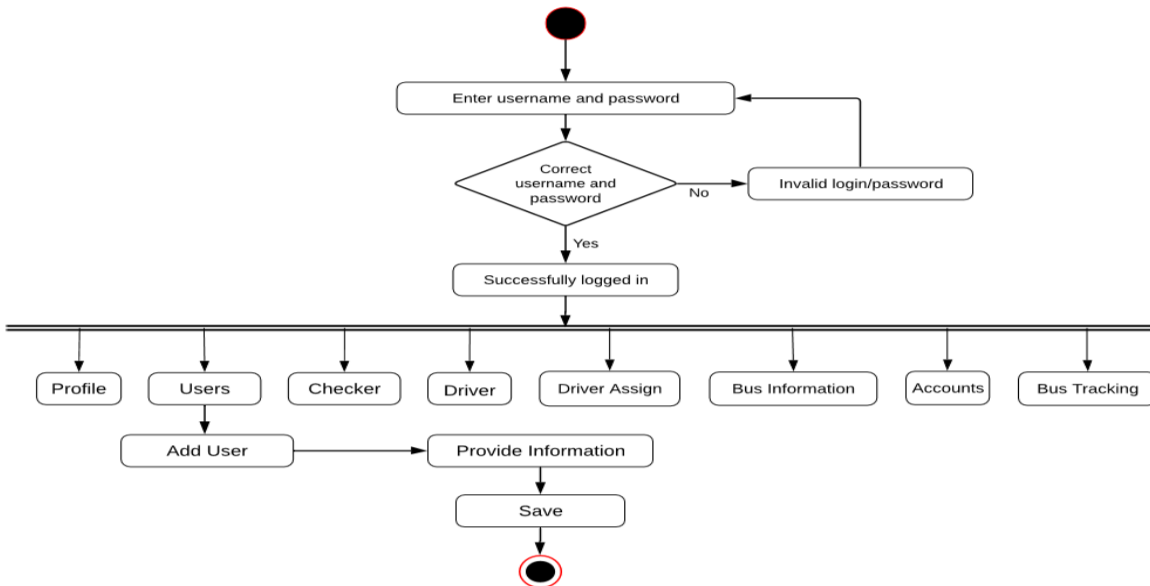 Enter username and password
Correct
username and
password
No
Invalid login/password
Yes
Successfully logged in
Profile
Users
Checker
Driver
Driver Assign
Bus Information
Accounts
Bus Tracking
Add User
Provide Information
Save